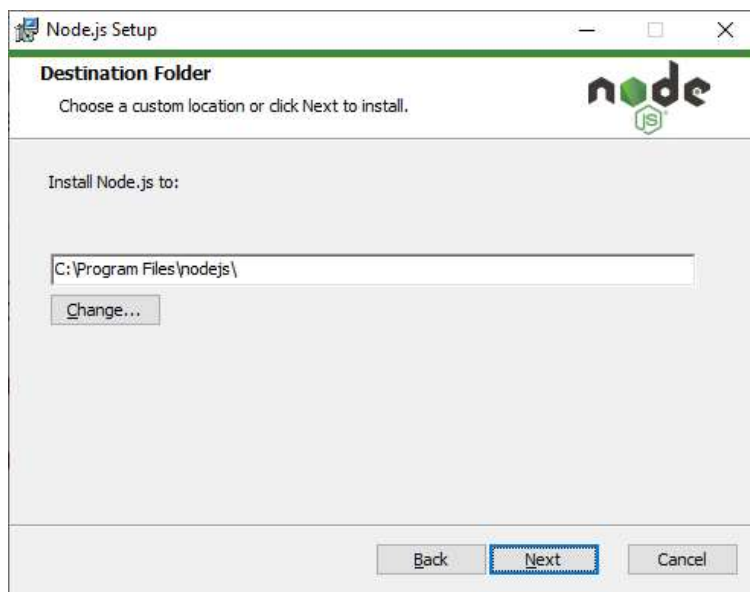 Node.js Setup
Destination Folder
Choose a custom location or click Next to install.
node
JS
Install Node.js to:
C:\Program Files\nodejs\
Change...
Back
Next
Cancel